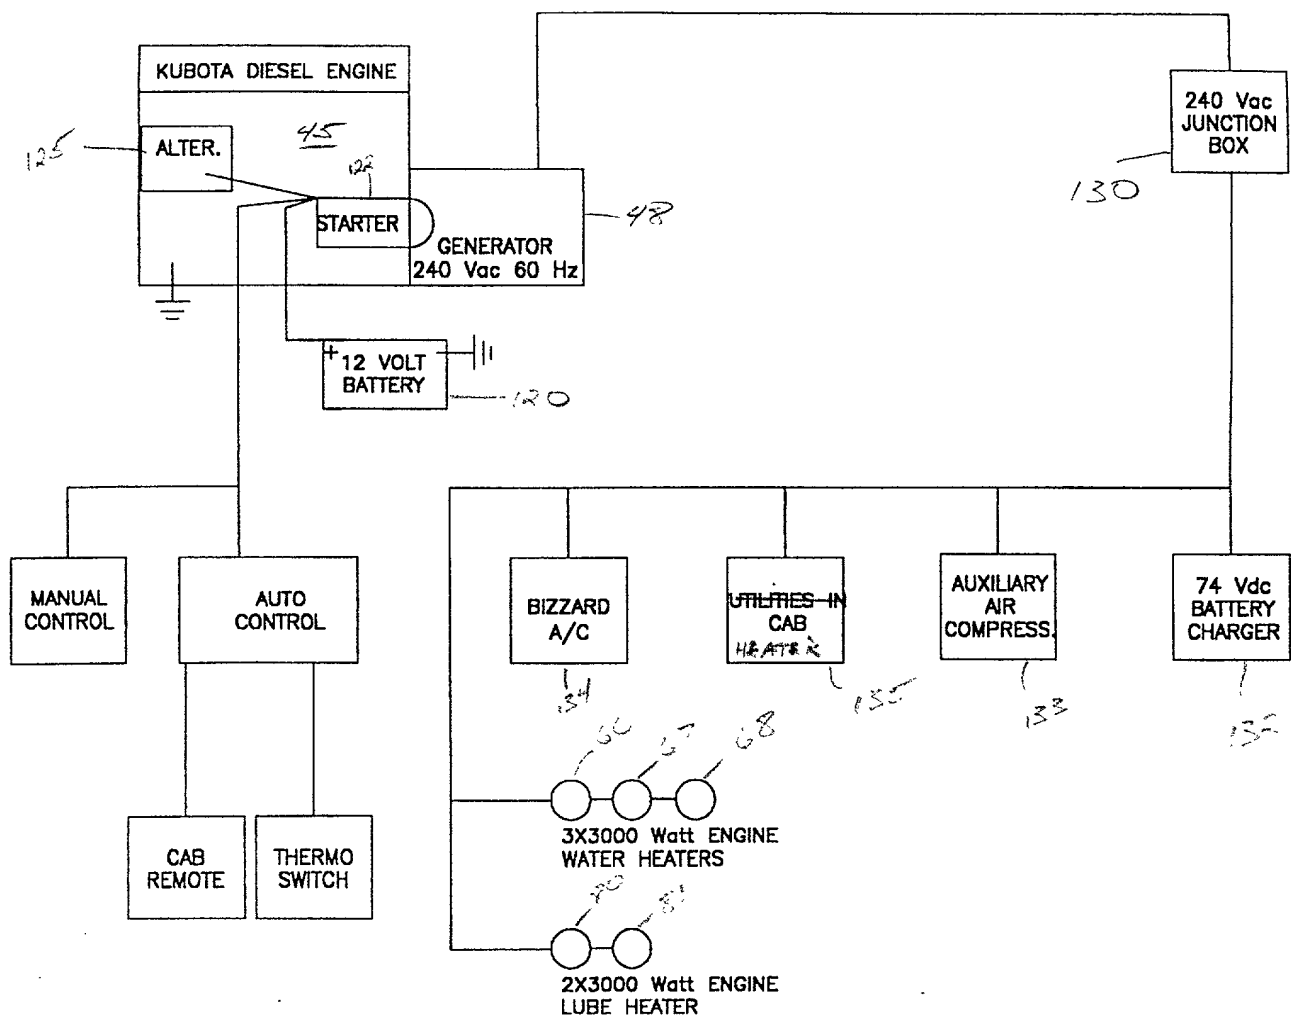 KUBOTA DIESEL ENGINE
240 Vac
JUNCTION
BOX
130
45
ALTER.
125
122
STARTER
48
GENERATOR
240 Vac 60 Hz
+
12 VOLT
BATTERY
120
MANUAL
CONTROL
AUTO
CONTROL
BIZZARD
A/C
134
UTILITIES IN
CAB
HEATER
135
AUXILIARY
AIR
COMPRESS.
133
74 Vdc
BATTERY
CHARGER
132
66
67
68
3X3000 Watt ENGINE
WATER HEATERS
CAB
REMOTE
THERMO
SWITCH
80
81
2X3000 Watt ENGINE
LUBE HEATER